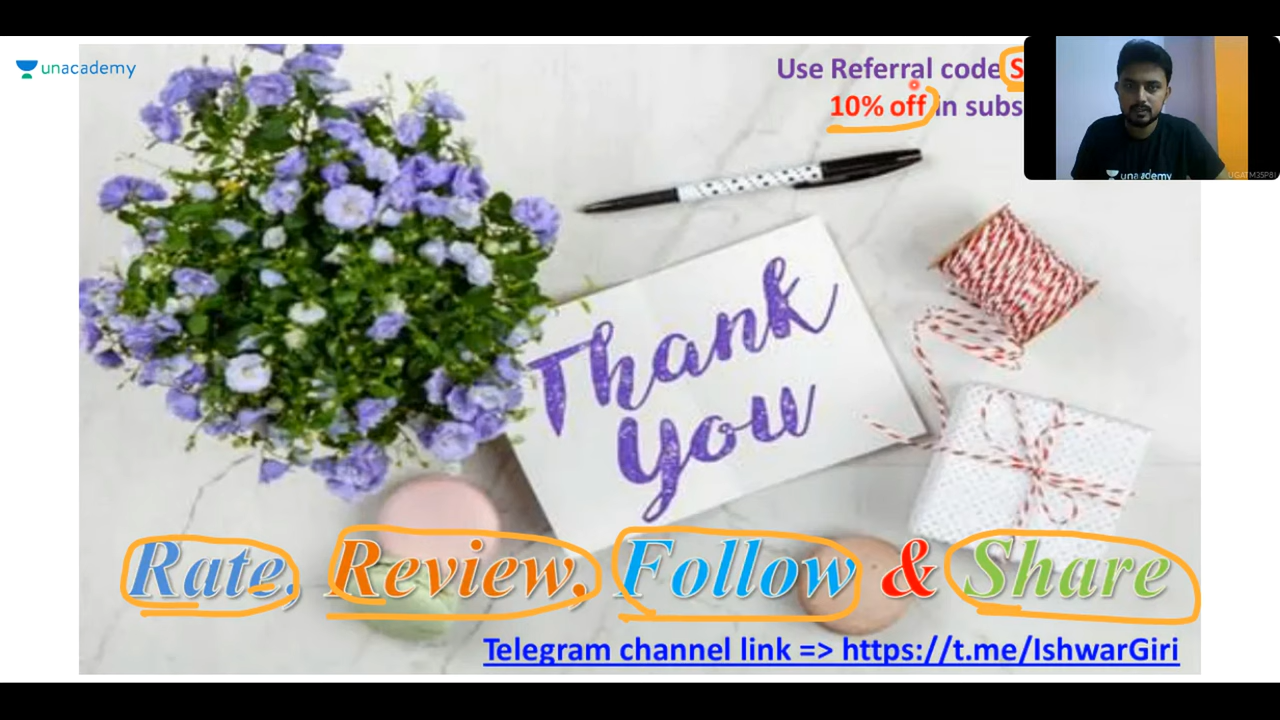 unacademy
Use Referral code S
10% off in subs
unacademy
UGATM35P8I
Thank
You
Rate, Review, Follow & Share
Telegram channel link => https://t.me/IshwarGiri